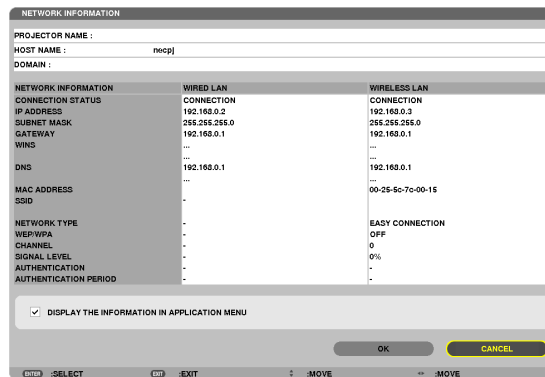 NETWORK INFORMATION
PROJECTOR NAME :
HOST NAME : necpj
DOMAIN :
NETWORK INFORMATION WIRED LAN WIRELESS LAN
CONNECTION STATUS CONNECTION CONNECTION
IP ADDRESS 192.168.0.2 192.168.0.3
SUBNET MASK 255.255.255.0 255.255.255.0
GATEWAY 192.168.0.1 192.168.0.1
WINS ... ...
... ...
DNS 192.168.0.1 192.168.0.1
... ...
MAC ADDRESS 00-25-5c-7c-00-15
SSID -
NETWORK TYPE - EASY CONNECTION
WEP/WPA - OFF
CHANNEL - 0
SIGNAL LEVEL - 0%
AUTHENTICATION - -
AUTHENTICATION PERIOD - -
DISPLAY THE INFORMATION IN APPLICATION MENU
OK CANCEL
ENTER :SELECT EXIT :EXIT :MOVE :MOVE